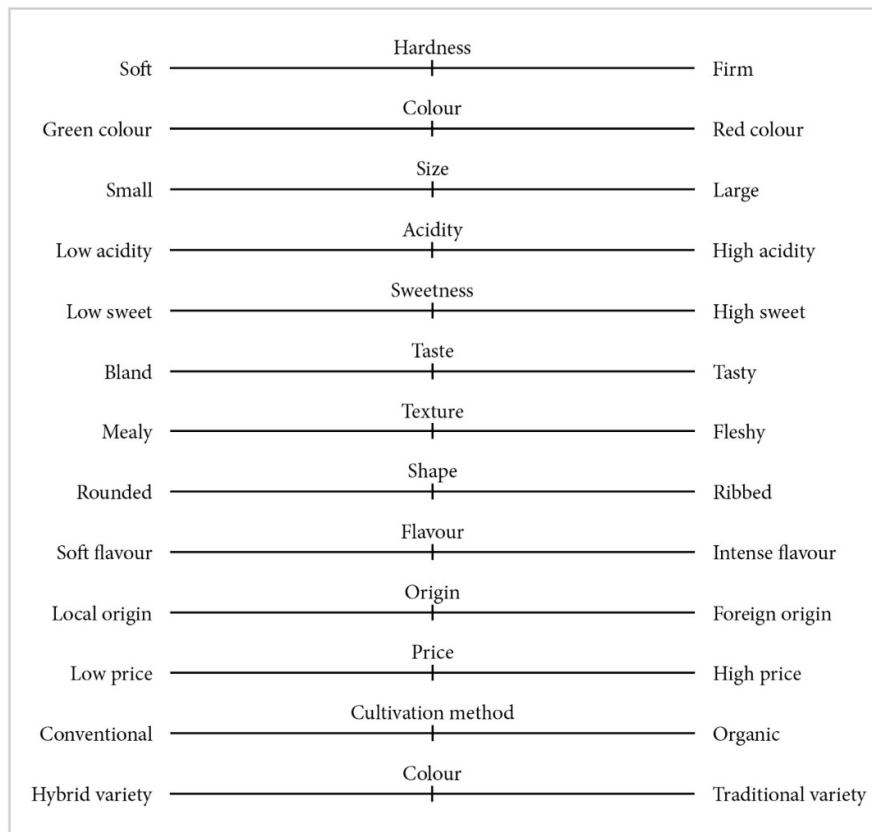 Hardness
Soft Firm
Colour
Green colour Red colour
Size
Small Large
Acidity
Low acidity High acidity
Sweetness
Low sweet High sweet
Taste
Bland Tasty
Texture
Mealy Fleshy
Shape
Rounded Ribbed
Flavour
Soft flavour Intense flavour
Origin
Local origin Foreign origin
Price
Low price High price
Cultivation method
Conventional Organic
Colour
Hybrid variety Traditional variety